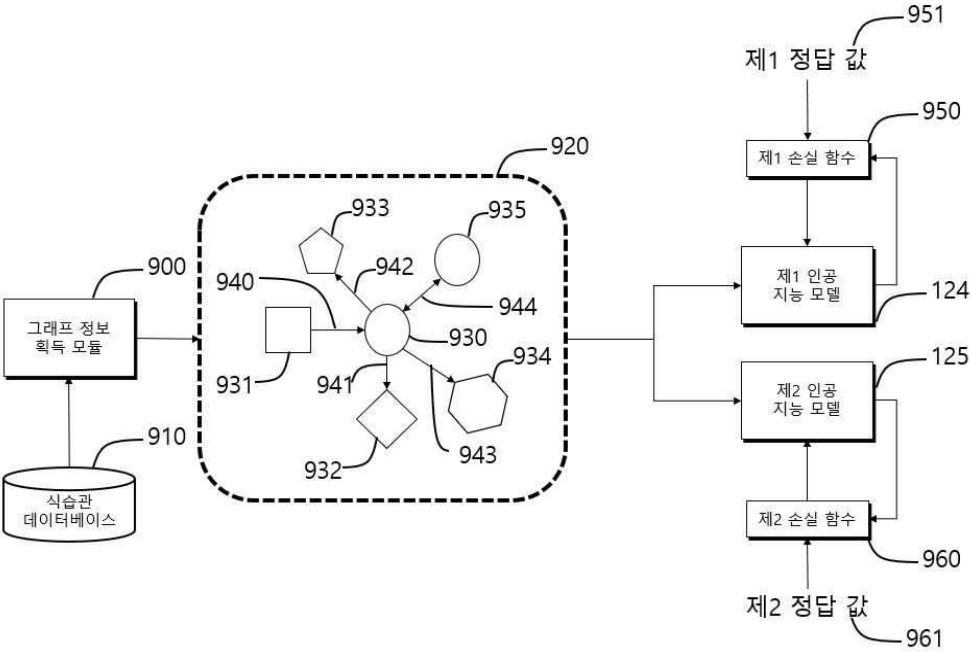 951
제1 정답 값
950
제1 손실 함수
920
933
935
942
940
944
900
그래프 정보
획득 모듈
제1 인공
지능 모델
124
930
931
941
934
125
제2 인공
지능 모델
910
932
943
식습관
데이터베이스
제2 손실 함수
960
제2 정답 값
961